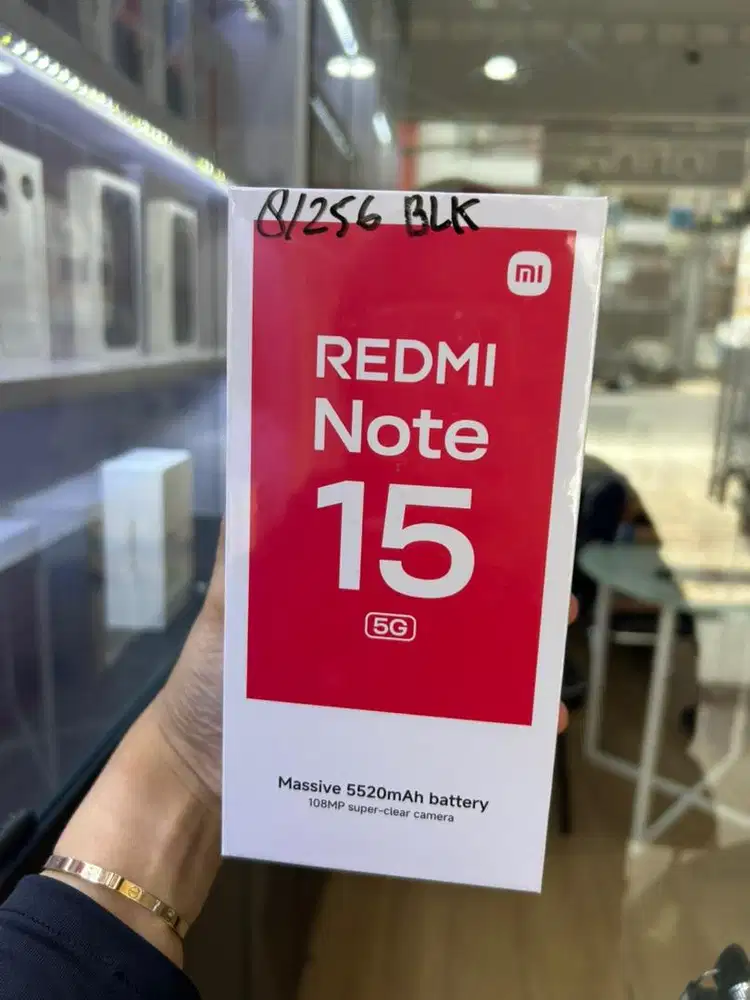 8/256 BLK
mi
REDMI
Note
15
5G
Massive 5520mAh battery
108MP super-clear camera